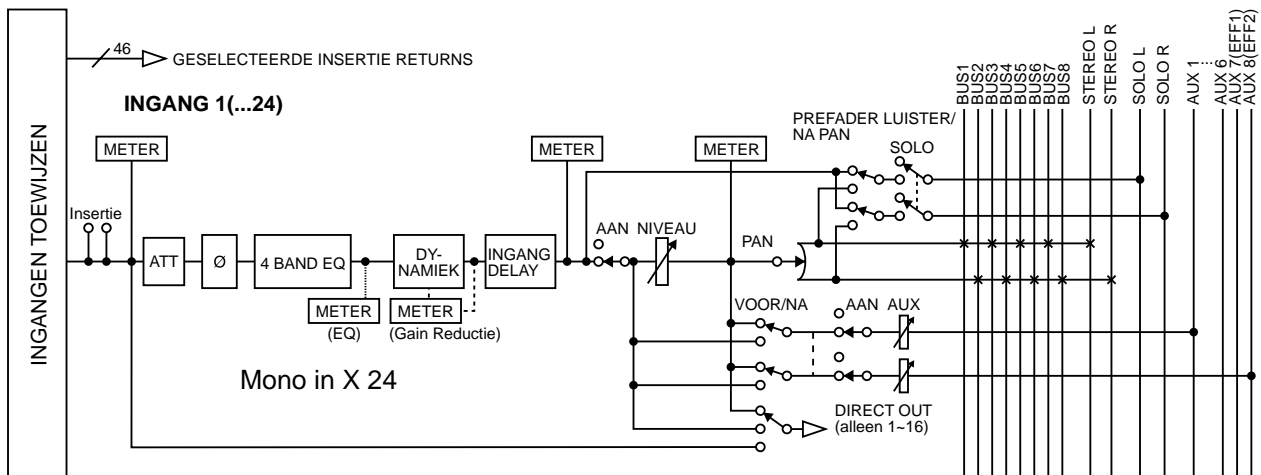 INGANGEN TOEWIJZEN
46
GESELECTEERDE INSERTIE RETURNS
INGANG 1(...24)
METER
METER
METER
Insertie
ATT
Ø
4 BAND EQ
METER
(EQ)
DY-
NAMIEK
METER
(Gain Reductie)
INGANG
DELAY
AAN
NIVEAU
PREFADER LUISTER/
NA PAN
SOLO
PAN
VOOR/NA
AAN
AUX
DIRECT OUT
(alleen 1~16)
Mono in X 24
BUS1
BUS2
BUS3
BUS4
BUS5
BUS6
BUS7
BUS8
STEREO L
STEREO R
SOLO L
SOLO R
AUX 1
....
AUX 6
AUX 7(EFF1)
AUX 8(EFF2)